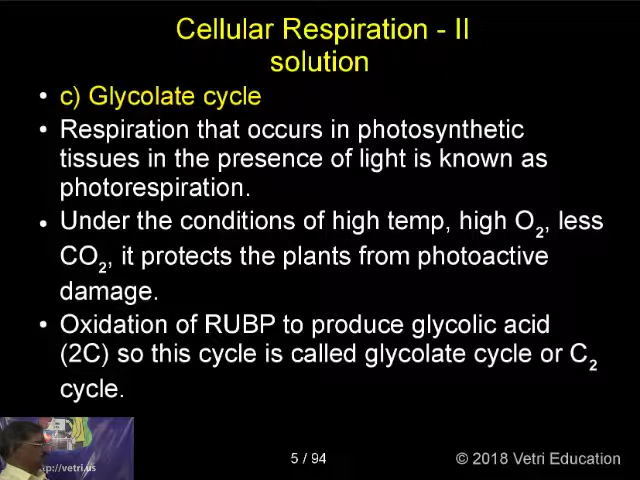 Cellular Respiration - II
solution
• c) Glycolate cycle
• Respiration that occurs in photosynthetic
tissues in the presence of light is known as
photorespiration.
• Under the conditions of high temp, high O2, less
CO2, it protects the plants from photoactive
damage.
• Oxidation of RUBP to produce glycolic acid
(2C) so this cycle is called glycolate cycle or C2
cycle.
http://vetri.us
5 / 94
© 2018 Vetri Education